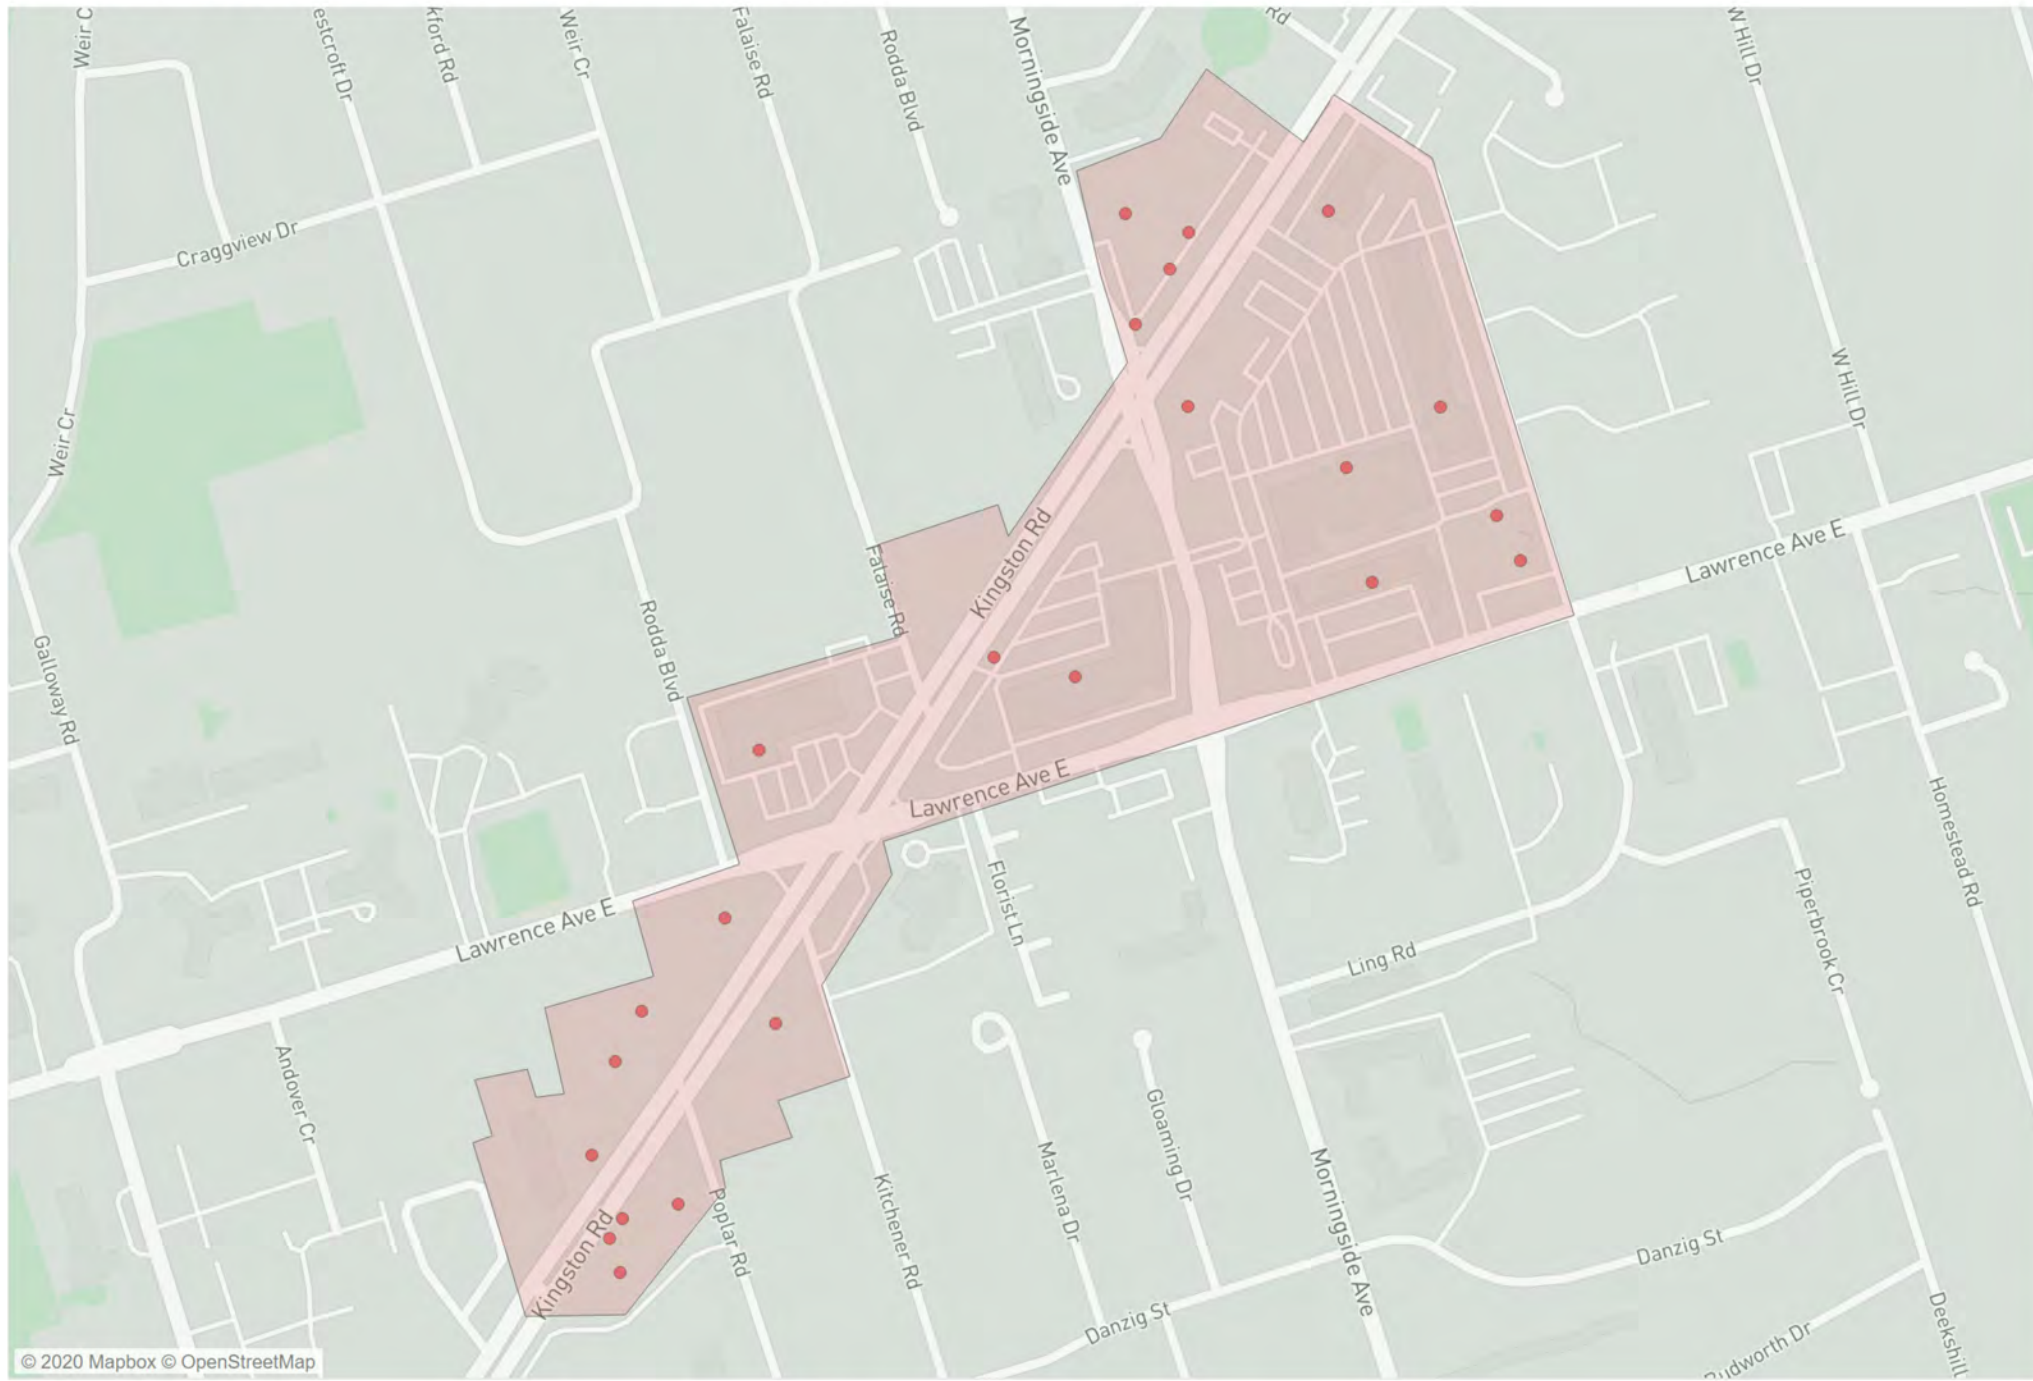 Weir C
estcroft Dr
kford Rd
Weir Cr
Falaise Rd
Rodda Blvd
Morningside Ave
Rd
W Hill Dr
Craggview Dr
Weir Cr
W Hill Dr
Kingston Rd
Falaise Rd
Lawrence Ave E
Rodda Blvd
Galloway Rd
Lawrence Ave E
Homestead Rd
Florist Ln
Lawrence Ave E
Piperbrook Cr
Ling Rd
Andover Cr
Gloaming Dr
Marlena Dr
Morningside Ave
Kitchener Rd
Poplar Rd
Kingston Rd
Danzig St
Danzig St
Deekshill
Budworth Dr
© 2020 Mapbox © OpenStreetMap